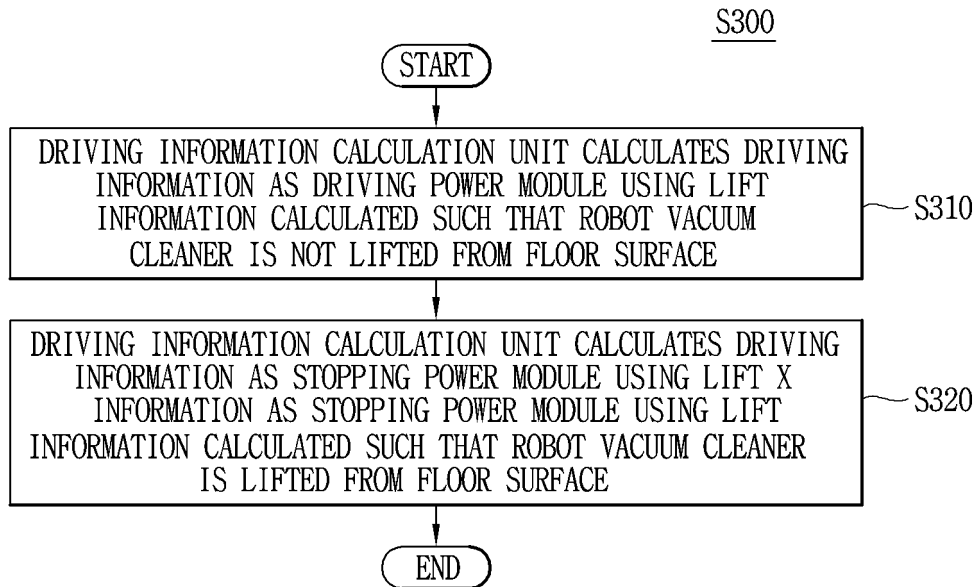 S300
START
DRIVING INFORMATION CALCULATION UNIT CALCULATES DRIVING
INFORMATION AS DRIVING POWER MODULE USING LIFT
INFORMATION CALCULATED SUCH THAT ROBOT VACUUM
CLEANER IS NOT LIFTED FROM FLOOR SURFACE
S310
DRIVING INFORMATION CALCULATION UNIT CALCULATES DRIVING
INFORMATION AS STOPPING POWER MODULE USING LIFT X
INFORMATION AS STOPPING POWER MODULE USING LIFT
INFORMATION CALCULATED SUCH THAT ROBOT VACUUM CLEANER
IS LIFTED FROM FLOOR SURFACE
S320
END